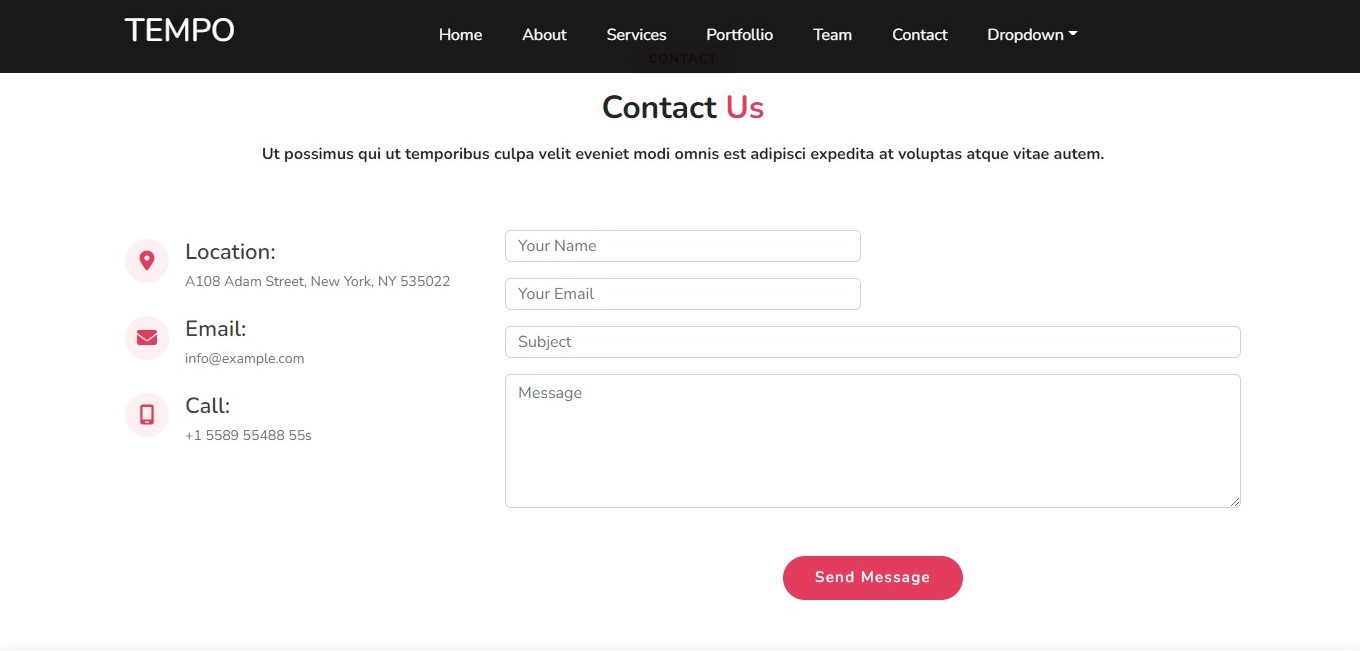 TEMPO
Home About Services Portfollio Team Contact Dropdown
CONTACT
Contact Us
Ut possimus qui ut temporibus culpa velit eveniet modi omnis est adipisci expedita at voluptas atque vitae autem.
Location:
A108 Adam Street, New York, NY 535022
Email:
info@example.com
Call:
+1 5589 55488 55s
Your Name
Your Email
Subject
Message
Send Message